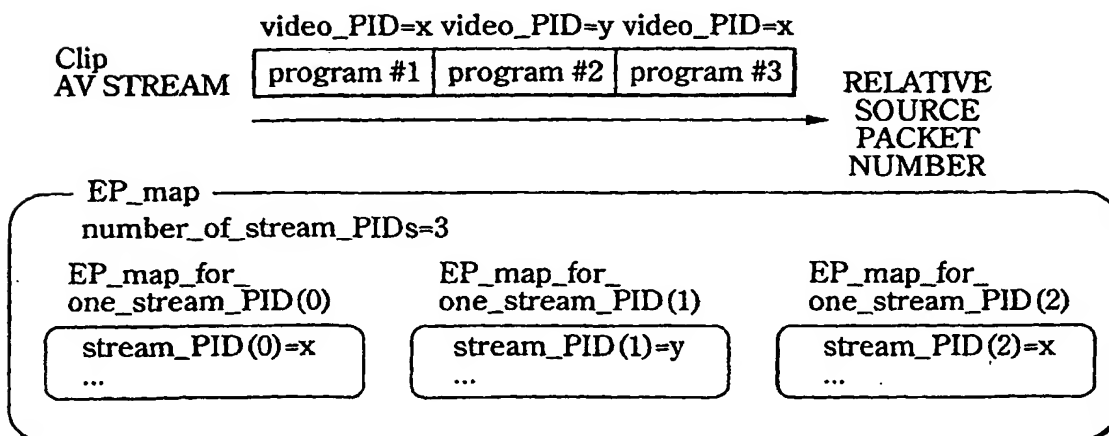 video_PID=x video_PID=y video_PID=x
Clip
AV STREAM
program #1 program #2 program #3
RELATIVE
SOURCE
PACKET
NUMBER
EP_map
number_of_stream_PIDs=3
EP_map_for_
one_stream_PID(0)
stream_PID(0)=x
...
EP_map_for_
one_stream_PID(1)
stream_PID(1)=y
...
EP_map_for_
one_stream_PID(2)
stream_PID(2)=x
...